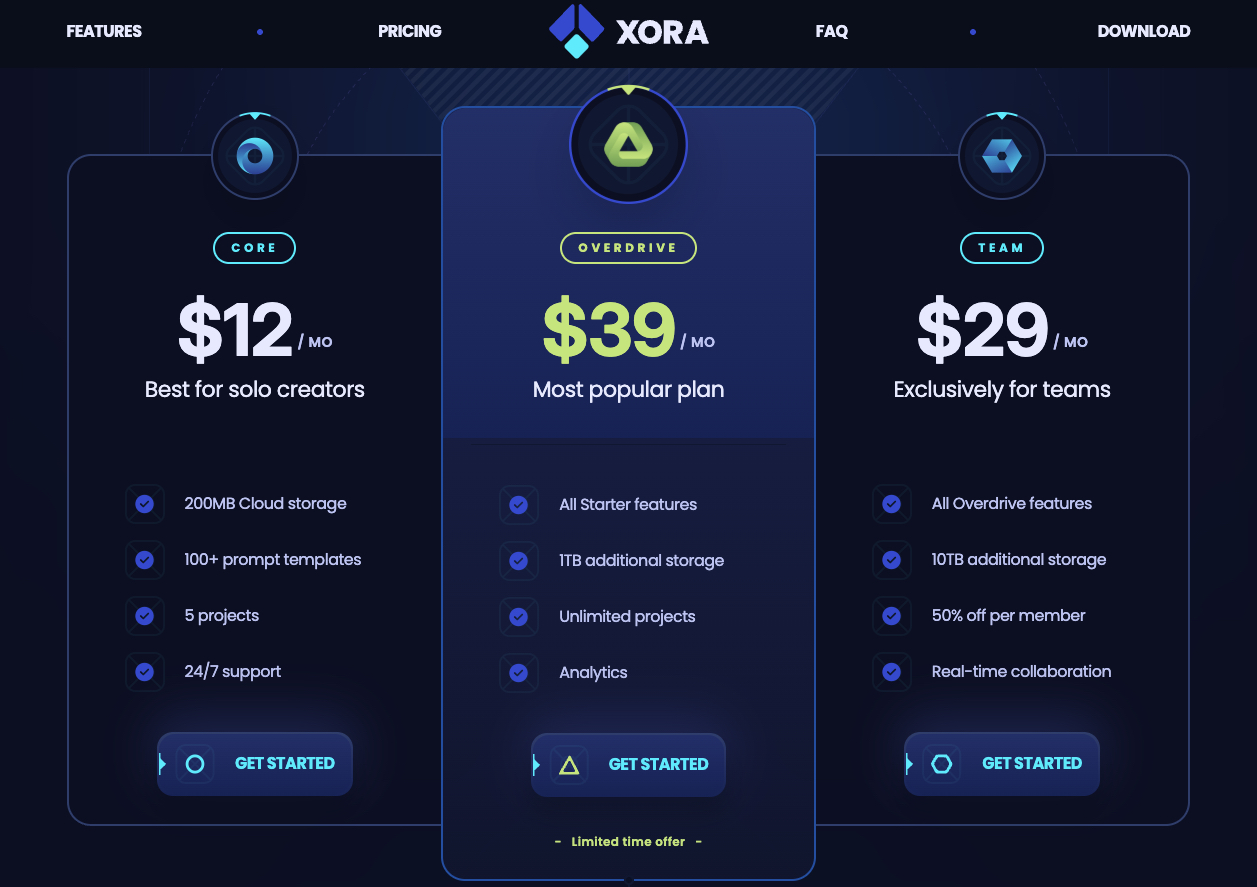 FEATURES
PRICING
XORA
FAQ
DOWNLOAD
CORE
$12 / MO
Best for solo creators
200MB Cloud storage
100+ prompt templates
5 projects
24/7 support
GET STARTED
OVERDRIVE
$39 / MO
Most popular plan
All Starter features
1TB additional storage
Unlimited projects
Analytics
GET STARTED
- Limited time offer -
TEAM
$29 / MO
Exclusively for teams
All Overdrive features
10TB additional storage
50% off per member
Real-time collaboration
GET STARTED